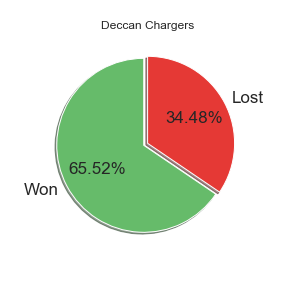 Deccan Chargers
Lost
34.48%
65.52%
Won